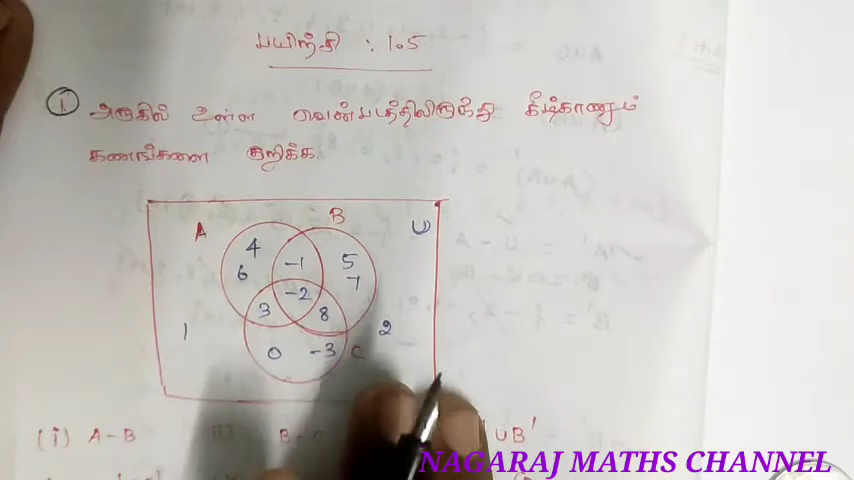 பயிற்சி : 1.5
① அருகில் உள்ள வென்படத்திலிருந்து கீழ்காணும்
கணங்களை குறிக்க
A B U
4 -1 5
6 7
-2
3 8
1 2
0 -3 C
(i) A-B
B-
∪B'
NAGARAJ MATHS CHANNEL